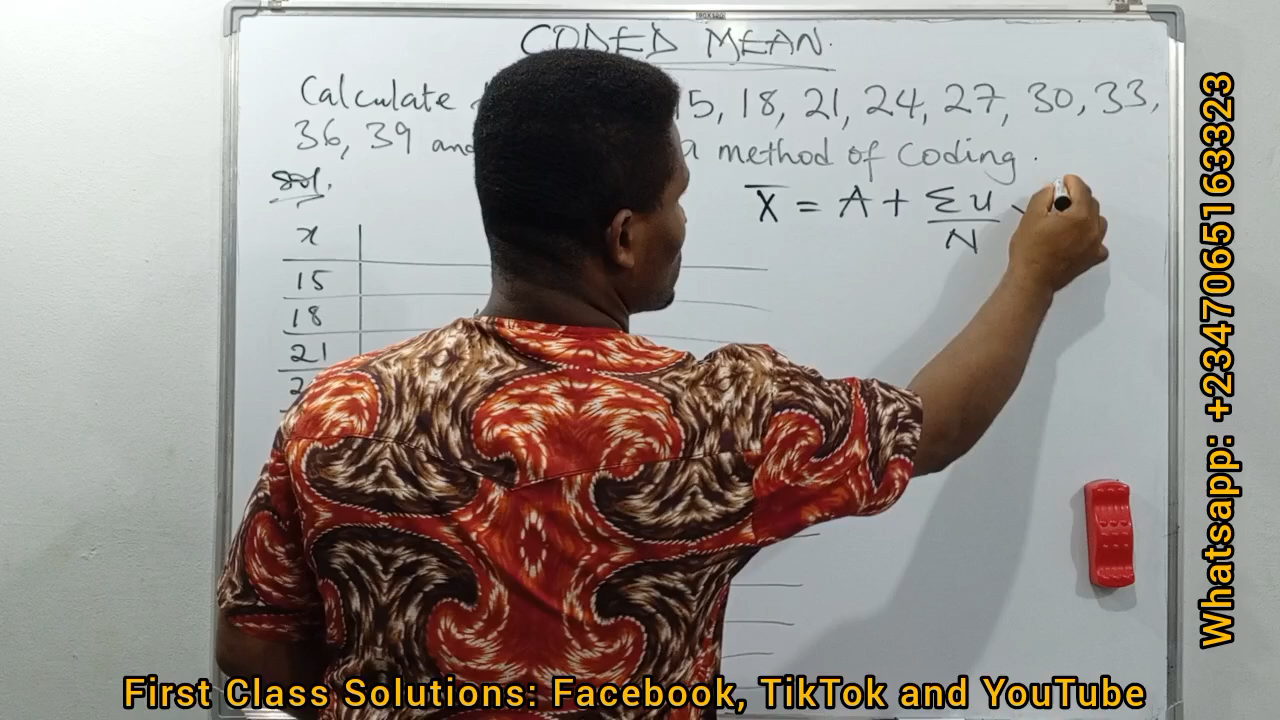 CODED MEAN.
Calculate 15, 18, 21, 24, 27, 30, 33,
36, 39 and a method of coding.
Sol.
X̄ = A + Σu
N
x
15
18
21
2
First Class Solutions: Facebook, TikTok and YouTube
Whatsapp: +2347065163323